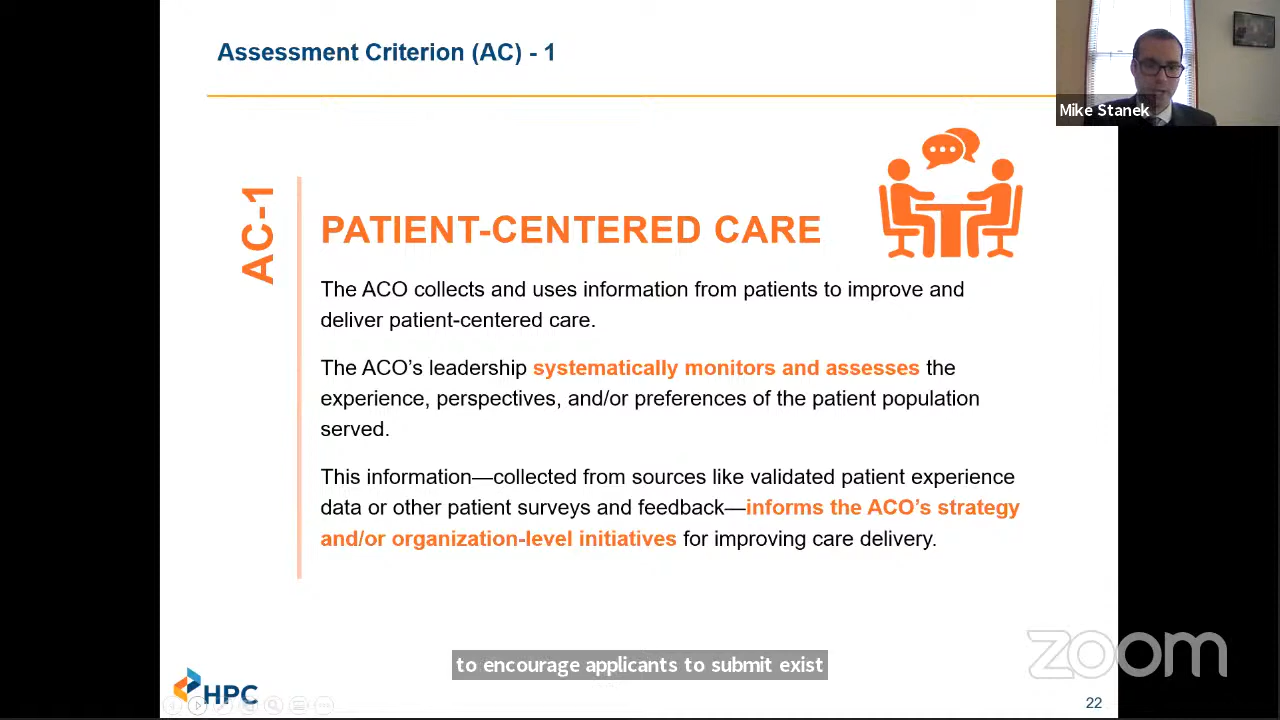 Assessment Criterion (AC) - 1
Mike Stanek
AC-1
PATIENT-CENTERED CARE
The ACO collects and uses information from patients to improve and
deliver patient-centered care.
The ACO’s leadership systematically monitors and assesses the
experience, perspectives, and/or preferences of the patient population
served.
This information—collected from sources like validated patient experience
data or other patient surveys and feedback—informs the ACO’s strategy
and/or organization-level initiatives for improving care delivery.
to encourage applicants to submit exist
zoom
HPC
22